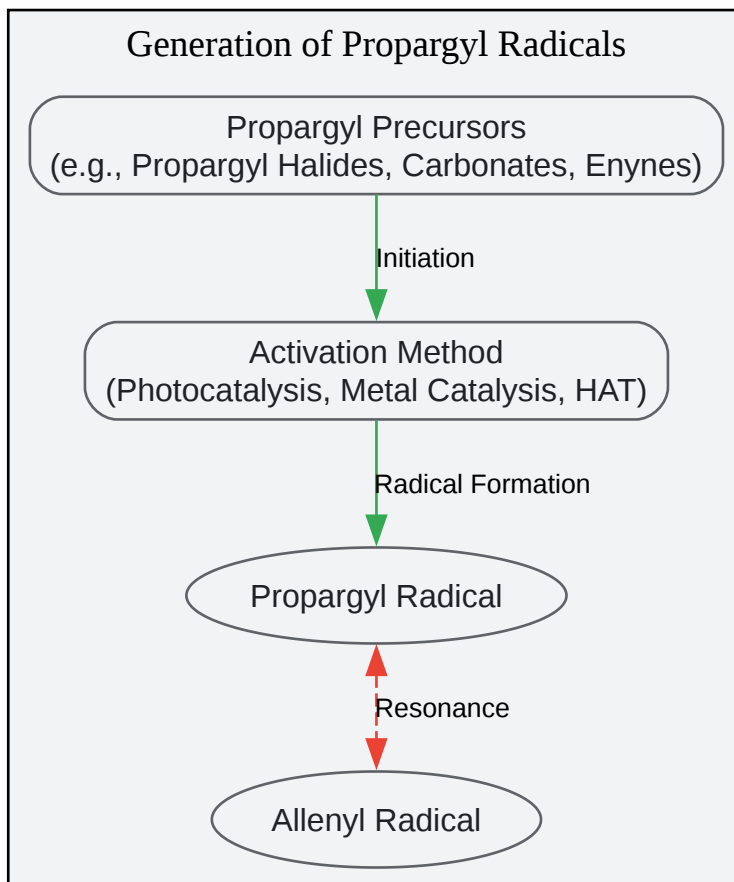 Generation of Propargyl Radicals
Propargyl Precursors
(e.g., Propargyl Halides, Carbonates, Enynes)
Initiation
Activation Method
(Photocatalysis, Metal Catalysis, HAT)
Radical Formation
Propargyl Radical
Resonance
Allenyl Radical